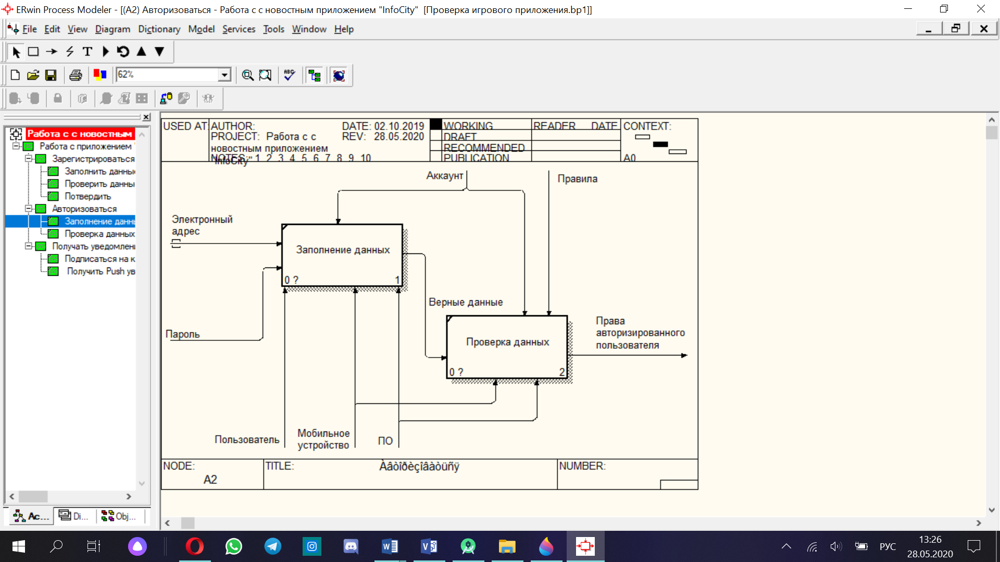 ERwin Process Modeler - [(A2) Авторизоваться - Работа с с новостным приложением "InfoCity"  [Проверка игрового приложения.bp1]]
File Edit View Diagram Dictionary Model Services Tools Window Help
62%
Работа с с новостным
Работа с приложением
Зарегистрироваться
Заполнить данны
Проверить данны
Потвердить
Авторизоваться
Заполнение данн
Проверка данных
Получать уведомлен
Подписаться на к
Получить Push ув
Ac... Di... Obj...
USED AT:
AUTHOR:
DATE: 02.10.2019
PROJECT: Работа с с
новостным приложением
"InfoCity"
REV: 28.05.2020
NOTES: 1 2 3 4 5 6 7 8 9 10
WORKING
DRAFT
RECOMMENDED
PUBLICATION
READER DATE
CONTEXT:
A0
Аккаунт
Правила
Электронный
адрес
Заполнение данных
0 ? 1
Верные данные
Пароль
Проверка данных
0 ? 2
Права
авторизированного
пользователя
Пользователь
Мобильное
устройство
ПО
NODE:
A2
TITLE:
Àâòîðèçîâàòüñÿ
NUMBER:
РУС
13:26
28.05.2020